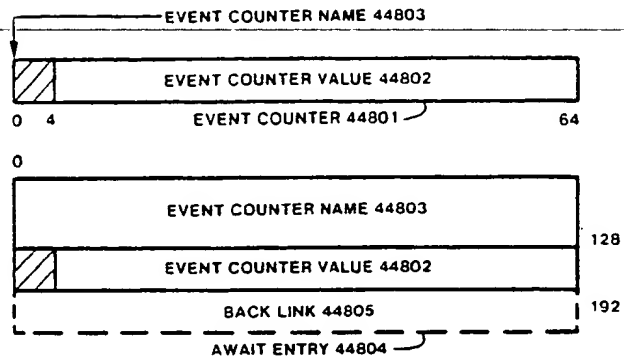 EVENT COUNTER NAME 44803
EVENT COUNTER VALUE 44802
0 4 EVENT COUNTER 44801 64
0
EVENT COUNTER NAME 44803
128
EVENT COUNTER VALUE 44802
BACK LINK 44805 192
AWAIT ENTRY 44804